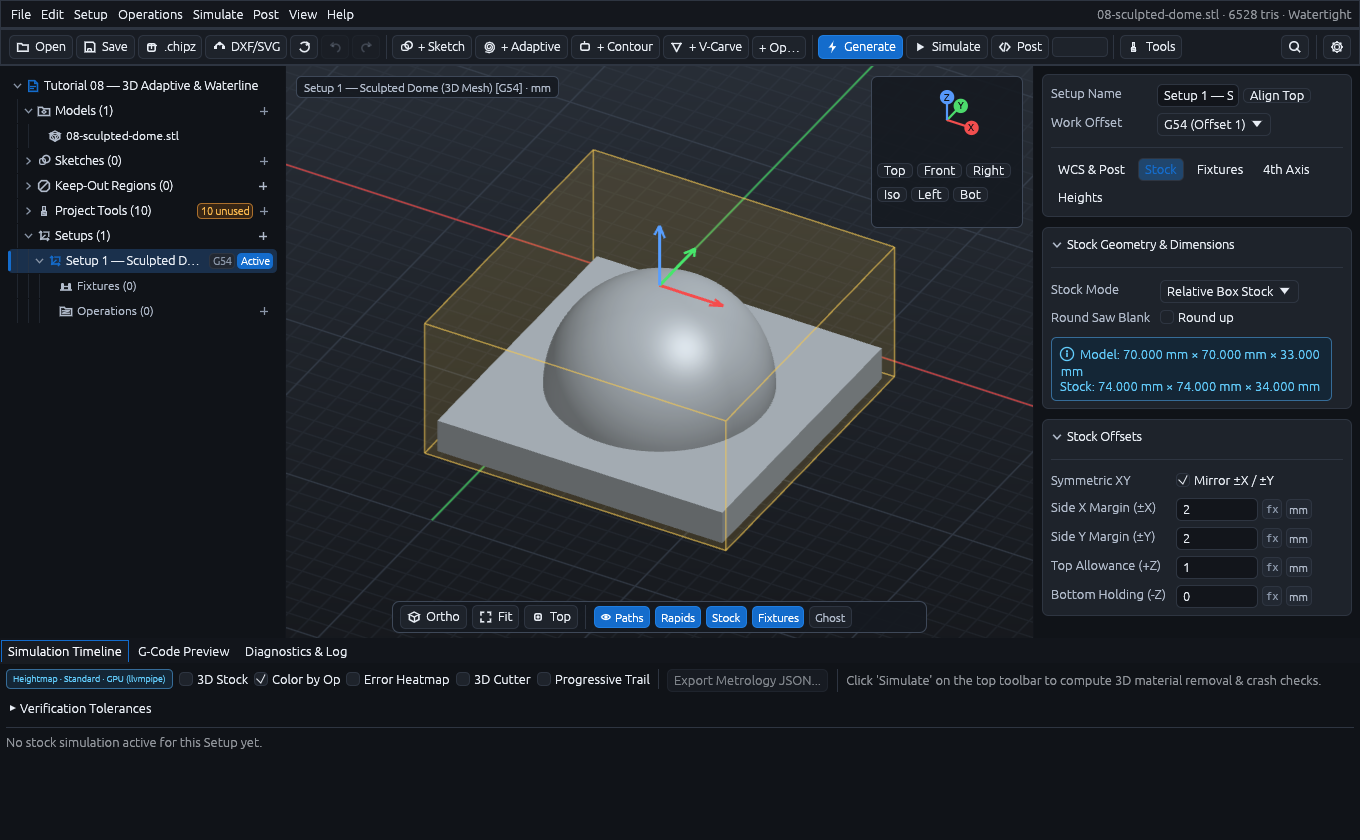 File Edit Setup Operations Simulate Post View Help
08-sculpted-dome.stl · 6528 tris · Watertight
Open Save .chipz DXF/SVG + Sketch + Adaptive + Contour + V-Carve + Op... Generate Simulate Post Tools
Tutorial 08 — 3D Adaptive & Waterline
Models (1) +
08-sculpted-dome.stl
Sketches (0) +
Keep-Out Regions (0) +
Project Tools (10) 10 unused +
Setups (1) +
Setup 1 — Sculpted D... G54 Active
Fixtures (0)
Operations (0) +
Setup 1 — Sculpted Dome (3D Mesh) [G54] · mm
Z
Y
X
Top Front Right
Iso Left Bot
Ortho Fit Top Paths Rapids Stock Fixtures Ghost
Setup Name Setup 1 — S Align Top
Work Offset G54 (Offset 1)
WCS & Post Stock Fixtures 4th Axis
Heights
Stock Geometry & Dimensions
Stock Mode Relative Box Stock
Round Saw Blank Round up
Model: 70.000 mm × 70.000 mm × 33.000
mm
Stock: 74.000 mm × 74.000 mm × 34.000 mm
Stock Offsets
Symmetric XY Mirror ±X / ±Y
Side X Margin (±X) 2 fx mm
Side Y Margin (±Y) 2 fx mm
Top Allowance (+Z) 1 fx mm
Bottom Holding (-Z) 0 fx mm
Simulation Timeline G-Code Preview Diagnostics & Log
Heightmap · Standard · GPU (llvmpipe) 3D Stock Color by Op Error Heatmap 3D Cutter Progressive Trail Export Metrology JSON... Click 'Simulate' on the top toolbar to compute 3D material removal & crash checks.
Verification Tolerances
No stock simulation active for this Setup yet.